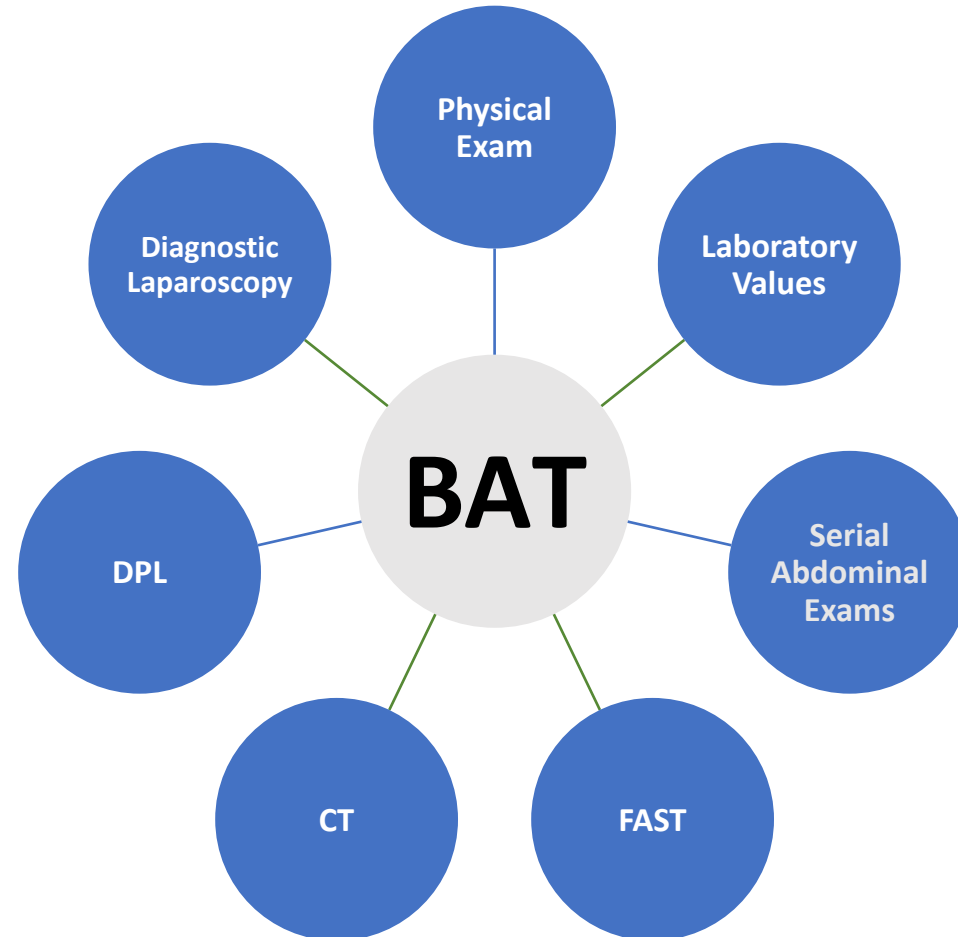 Physical
Exam
Diagnostic
Laparoscopy
Laboratory
Values
BAT
DPL
Serial
Abdominal
Exams
CT
FAST